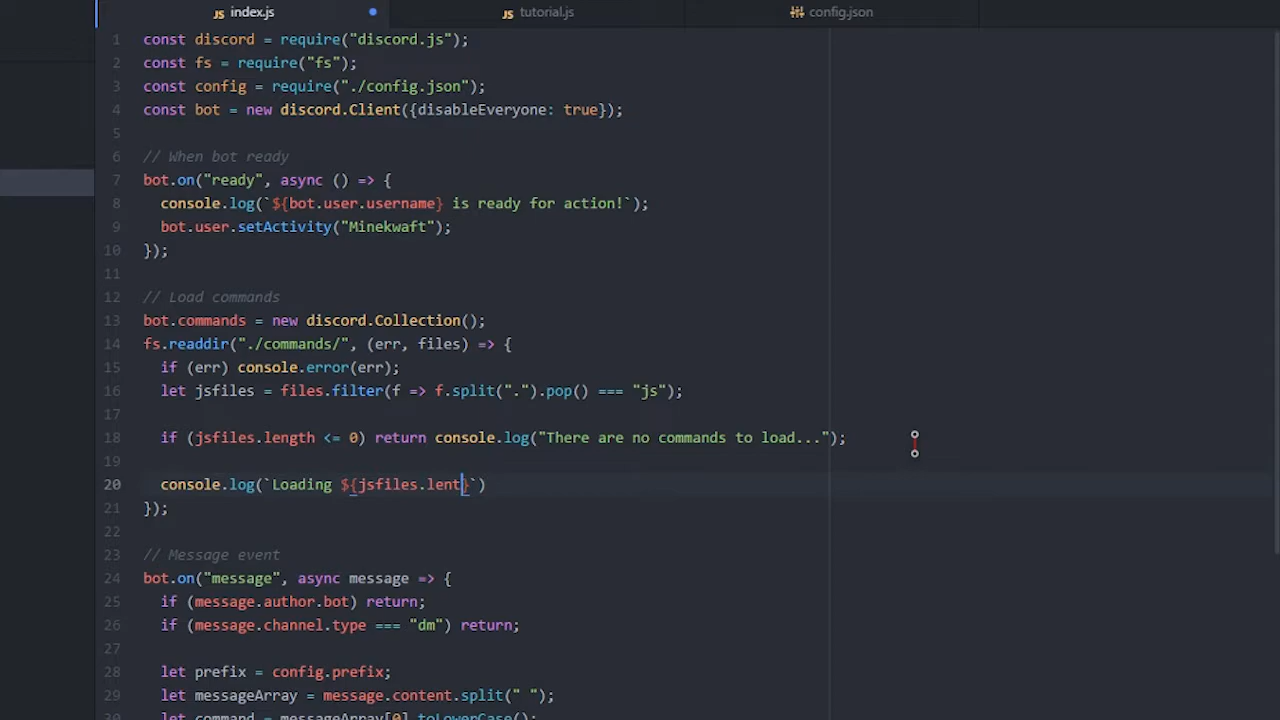 index.js
tutorial.js
config.json
1 const discord = require("discord.js");
2 const fs = require("fs");
3 const config = require("./config.json");
4 const bot = new discord.Client({disableEveryone: true});
5
6 // When bot ready
7 bot.on("ready", async () => {
8 console.log(`${bot.user.username} is ready for action!`);
9 bot.user.setActivity("Minekwaft");
10 });
11
12 // Load commands
13 bot.commands = new discord.Collection();
14 fs.readdir("./commands/", (err, files) => {
15 if (err) console.error(err);
16 let jsfiles = files.filter(f => f.split(".").pop() === "js");
17
18 if (jsfiles.length <= 0) return console.log("There are no commands to load...");
19
20 console.log(`Loading ${jsfiles.lent}`)
21 });
22
23 // Message event
24 bot.on("message", async message => {
25 if (message.author.bot) return;
26 if (message.channel.type === "dm") return;
27
28 let prefix = config.prefix;
29 let messageArray = message.content.split(" ");
30 let command = messageArray[0].toLowerCase();